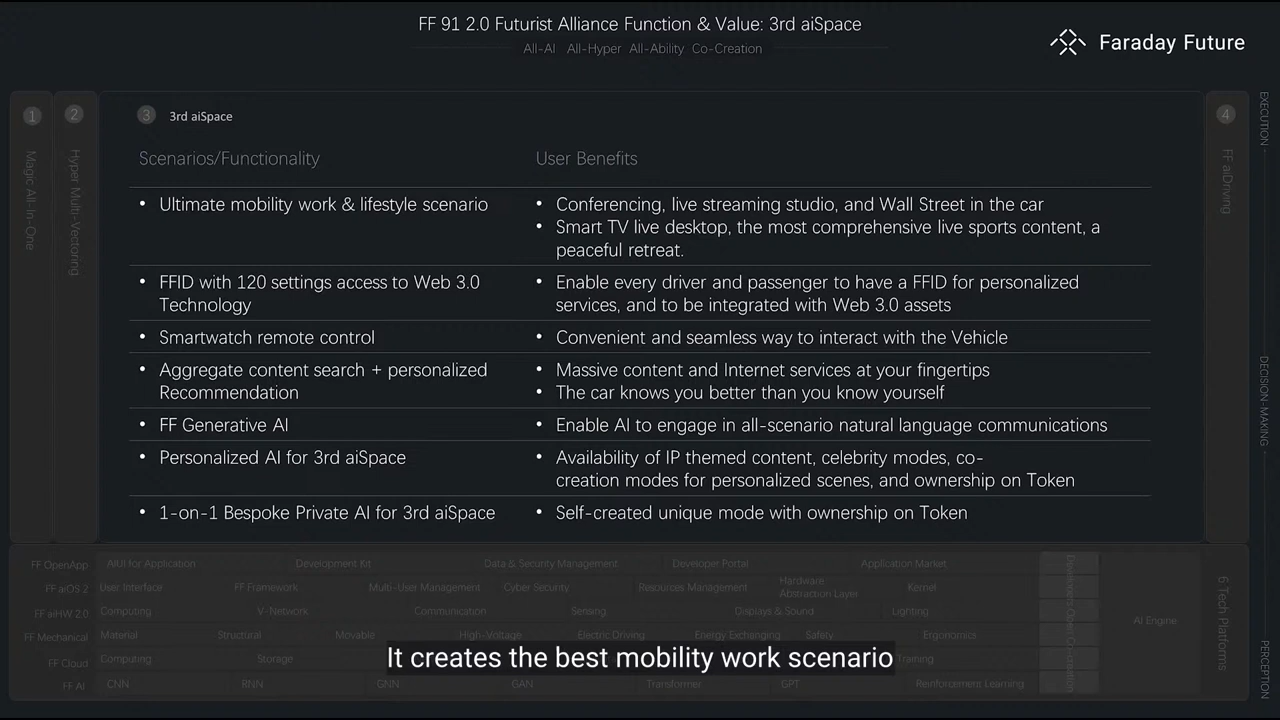 FF 91 2.0 Futurist Alliance Function & Value: 3rd aiSpace
All-AI All-Hyper All-Ability Co-Creation
Faraday Future
1
Magic All-in-One
2
Hyper Multi-Vectoring
3 3rd aiSpace
Scenarios/Functionality User Benefits
• Ultimate mobility work & lifestyle scenario
• Conferencing, live streaming studio, and Wall Street in the car
• Smart TV live desktop, the most comprehensive live sports content, a
peaceful retreat.
• FFID with 120 settings access to Web 3.0
Technology
• Enable every driver and passenger to have a FFID for personalized
services, and to be integrated with Web 3.0 assets
• Smartwatch remote control
• Convenient and seamless way to interact with the Vehicle
• Aggregate content search + personalized
Recommendation
• Massive content and Internet services at your fingertips
• The car knows you better than you know yourself
• FF Generative AI
• Enable AI to engage in all-scenario natural language communications
• Personalized AI for 3rd aiSpace
• Availability of IP themed content, celebrity modes, co-
creation modes for personalized scenes, and ownership on Token
• 1-on-1 Bespoke Private AI for 3rd aiSpace
• Self-created unique mode with ownership on Token
4
FF aiDriving
EXECUTION
DECISION-MAKING
PERCEPTION
FF OpenApp AIUI for Application Development Kit Data & Security Management Developer Portal Application Market
FF aiOS 2 User Interface FF Framework Multi-User Management Cyber Security Resources Management Hardware
Abstraction Layer Kernel
FF aiHW 2.0 Computing V-Network Communication Sensing Displays & Sound Lighting
FF Mechanical Material Structural Movable High-Voltage Electric Driving Energy Exchanging Safety Ergonomics
FF Cloud Computing Storage Training
FF AI CNN RNN GNN GAN Transformer GPT Reinforcement Learning
Developers Open Co-creation
AI Engine
6 Tech Platforms
It creates the best mobility work scenario